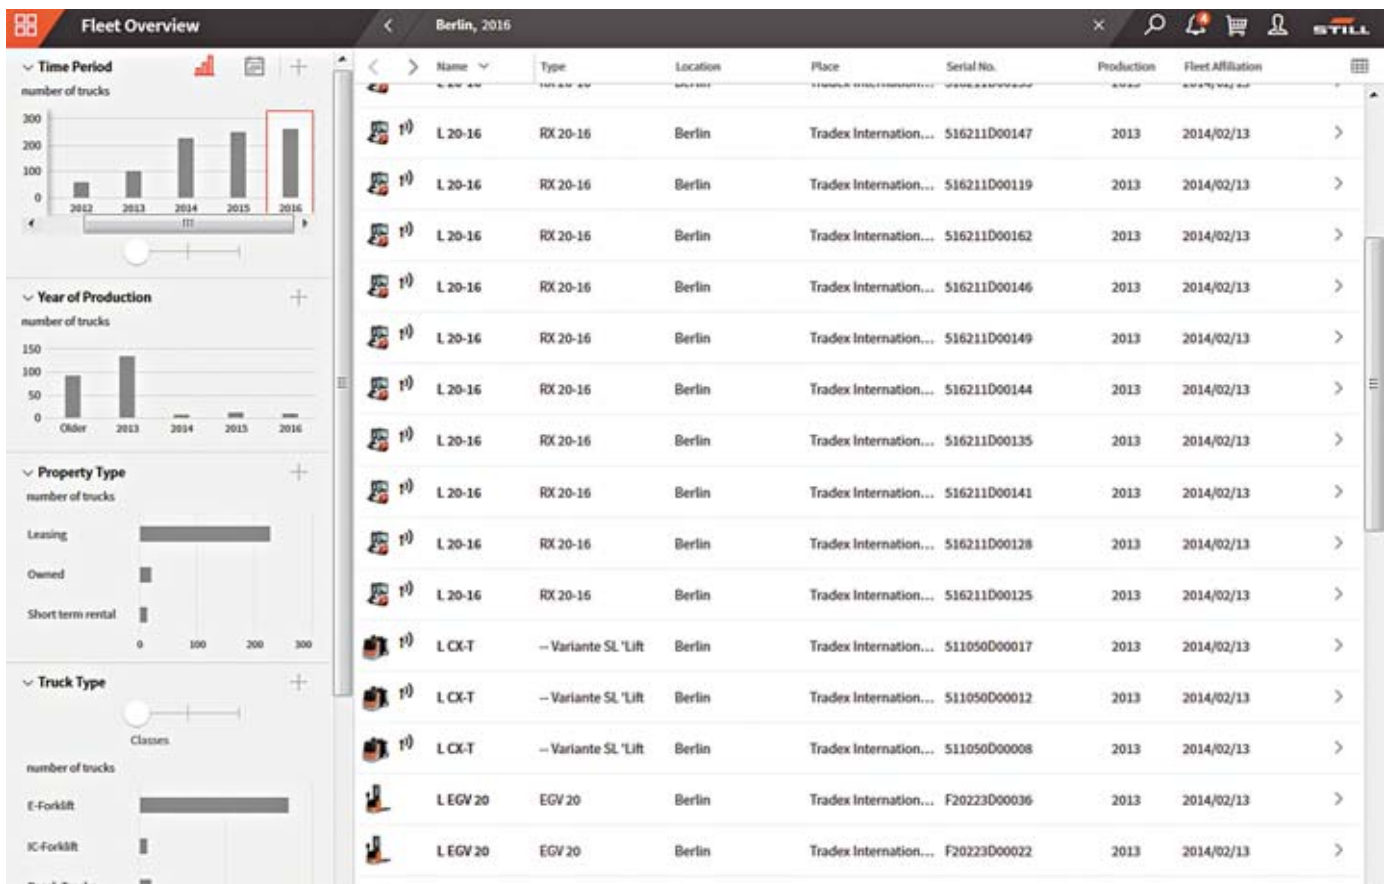 Fleet Overview
Berlin, 2016
4
STILL
Time Period
number of trucks
300
200
100
0
2012 2013 2014 2015 2016
Year of Production
number of trucks
150
100
50
0
Older 2013 2014 2015 2016
Property Type
number of trucks
Leasing
Owned
Short term rental
0 100 200 300
Truck Type
Classes
number of trucks
E-Forklift
IC-Forklift
Name Type Location Place Serial No. Production Fleet Affiliation
L 20-16 RX 20-16 Berlin Tradex Internation... 516211D00147 2013 2014/02/13
L 20-16 RX 20-16 Berlin Tradex Internation... 516211D00119 2013 2014/02/13
L 20-16 RX 20-16 Berlin Tradex Internation... 516211D00162 2013 2014/02/13
L 20-16 RX 20-16 Berlin Tradex Internation... 516211D00146 2013 2014/02/13
L 20-16 RX 20-16 Berlin Tradex Internation... 516211D00149 2013 2014/02/13
L 20-16 RX 20-16 Berlin Tradex Internation... 516211D00144 2013 2014/02/13
L 20-16 RX 20-16 Berlin Tradex Internation... 516211D00135 2013 2014/02/13
L 20-16 RX 20-16 Berlin Tradex Internation... 516211D00141 2013 2014/02/13
L 20-16 RX 20-16 Berlin Tradex Internation... 516211D00128 2013 2014/02/13
L 20-16 RX 20-16 Berlin Tradex Internation... 516211D00125 2013 2014/02/13
L CX-T -- Variante SL 'Lift Berlin Tradex Internation... 511050D00017 2013 2014/02/13
L CX-T -- Variante SL 'Lift Berlin Tradex Internation... 511050D00012 2013 2014/02/13
L CX-T -- Variante SL 'Lift Berlin Tradex Internation... 511050D00008 2013 2014/02/13
L EGV 20 EGV 20 Berlin Tradex Internation... F20223D00036 2013 2014/02/13
L EGV 20 EGV 20 Berlin Tradex Internation... F20223D00022 2013 2014/02/13